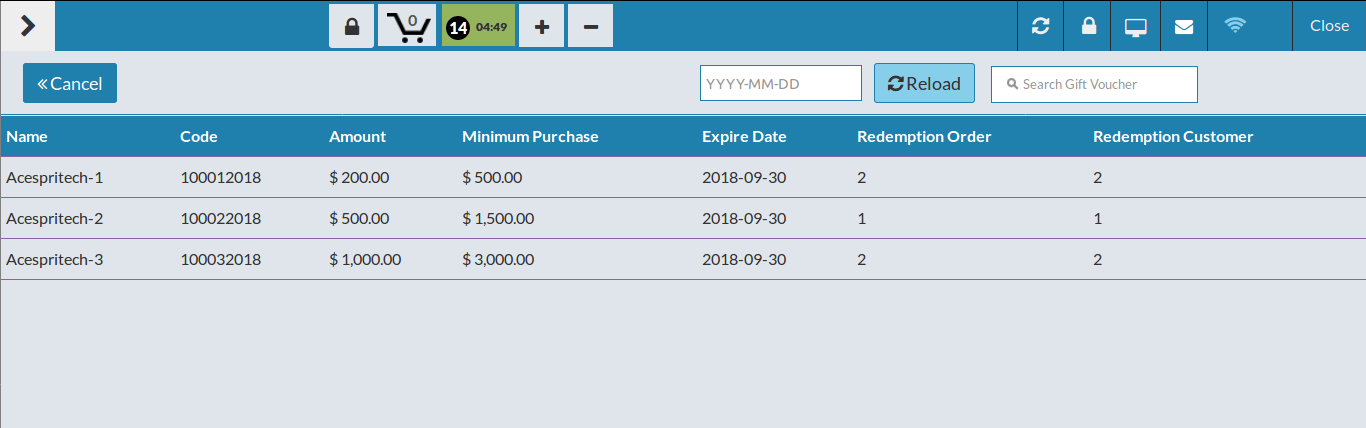 0 14 04:49 Close
Cancel YYYY-MM-DD Reload Search Gift Voucher
Name Code Amount Minimum Purchase Expire Date Redemption Order Redemption Customer
Acespritech-1 100012018 $ 200.00 $ 500.00 2018-09-30 2 2
Acespritech-2 100022018 $ 500.00 $ 1,500.00 2018-09-30 1 1
Acespritech-3 100032018 $ 1,000.00 $ 3,000.00 2018-09-30 2 2